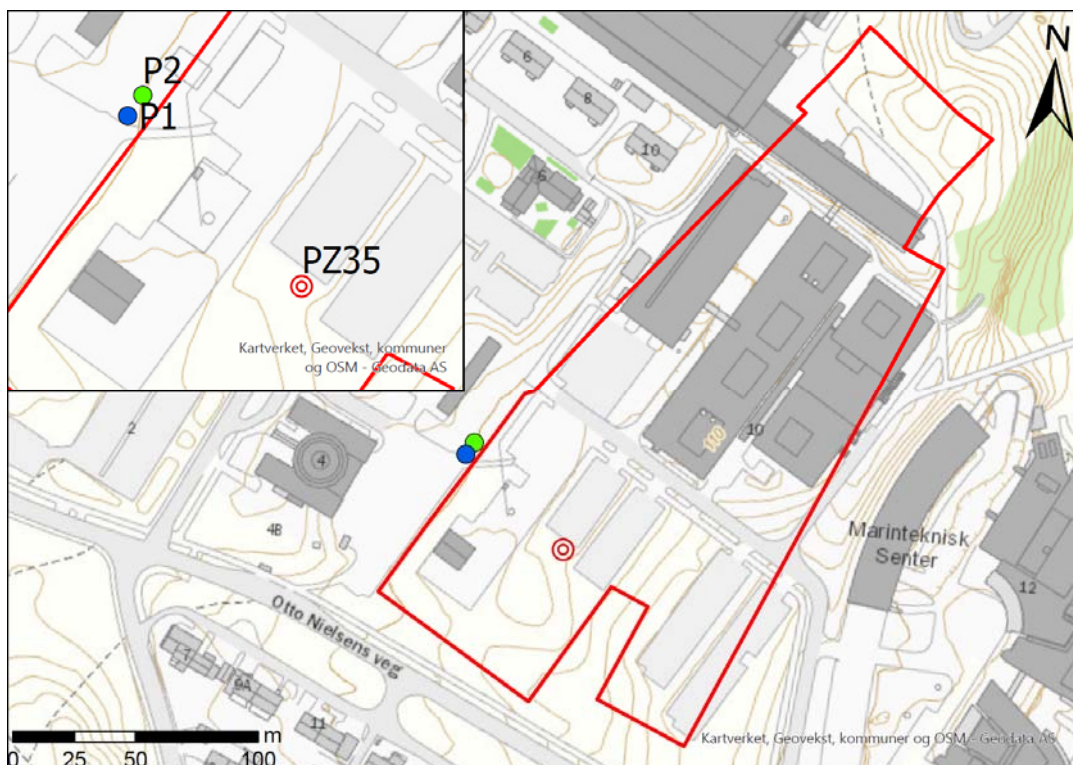 P2
P1
PZ35
Kartverket, Geovekst, kommuner
og OSM - Geodata AS
N
6
8
10
6
2
4
4B
110
10
Marinteknisk
Senter
12
Otto Nielsens veg
7
9A
11
0 25 50 100
m
Kartverket, Geovekst, kommuner og OSM - Geodata AS